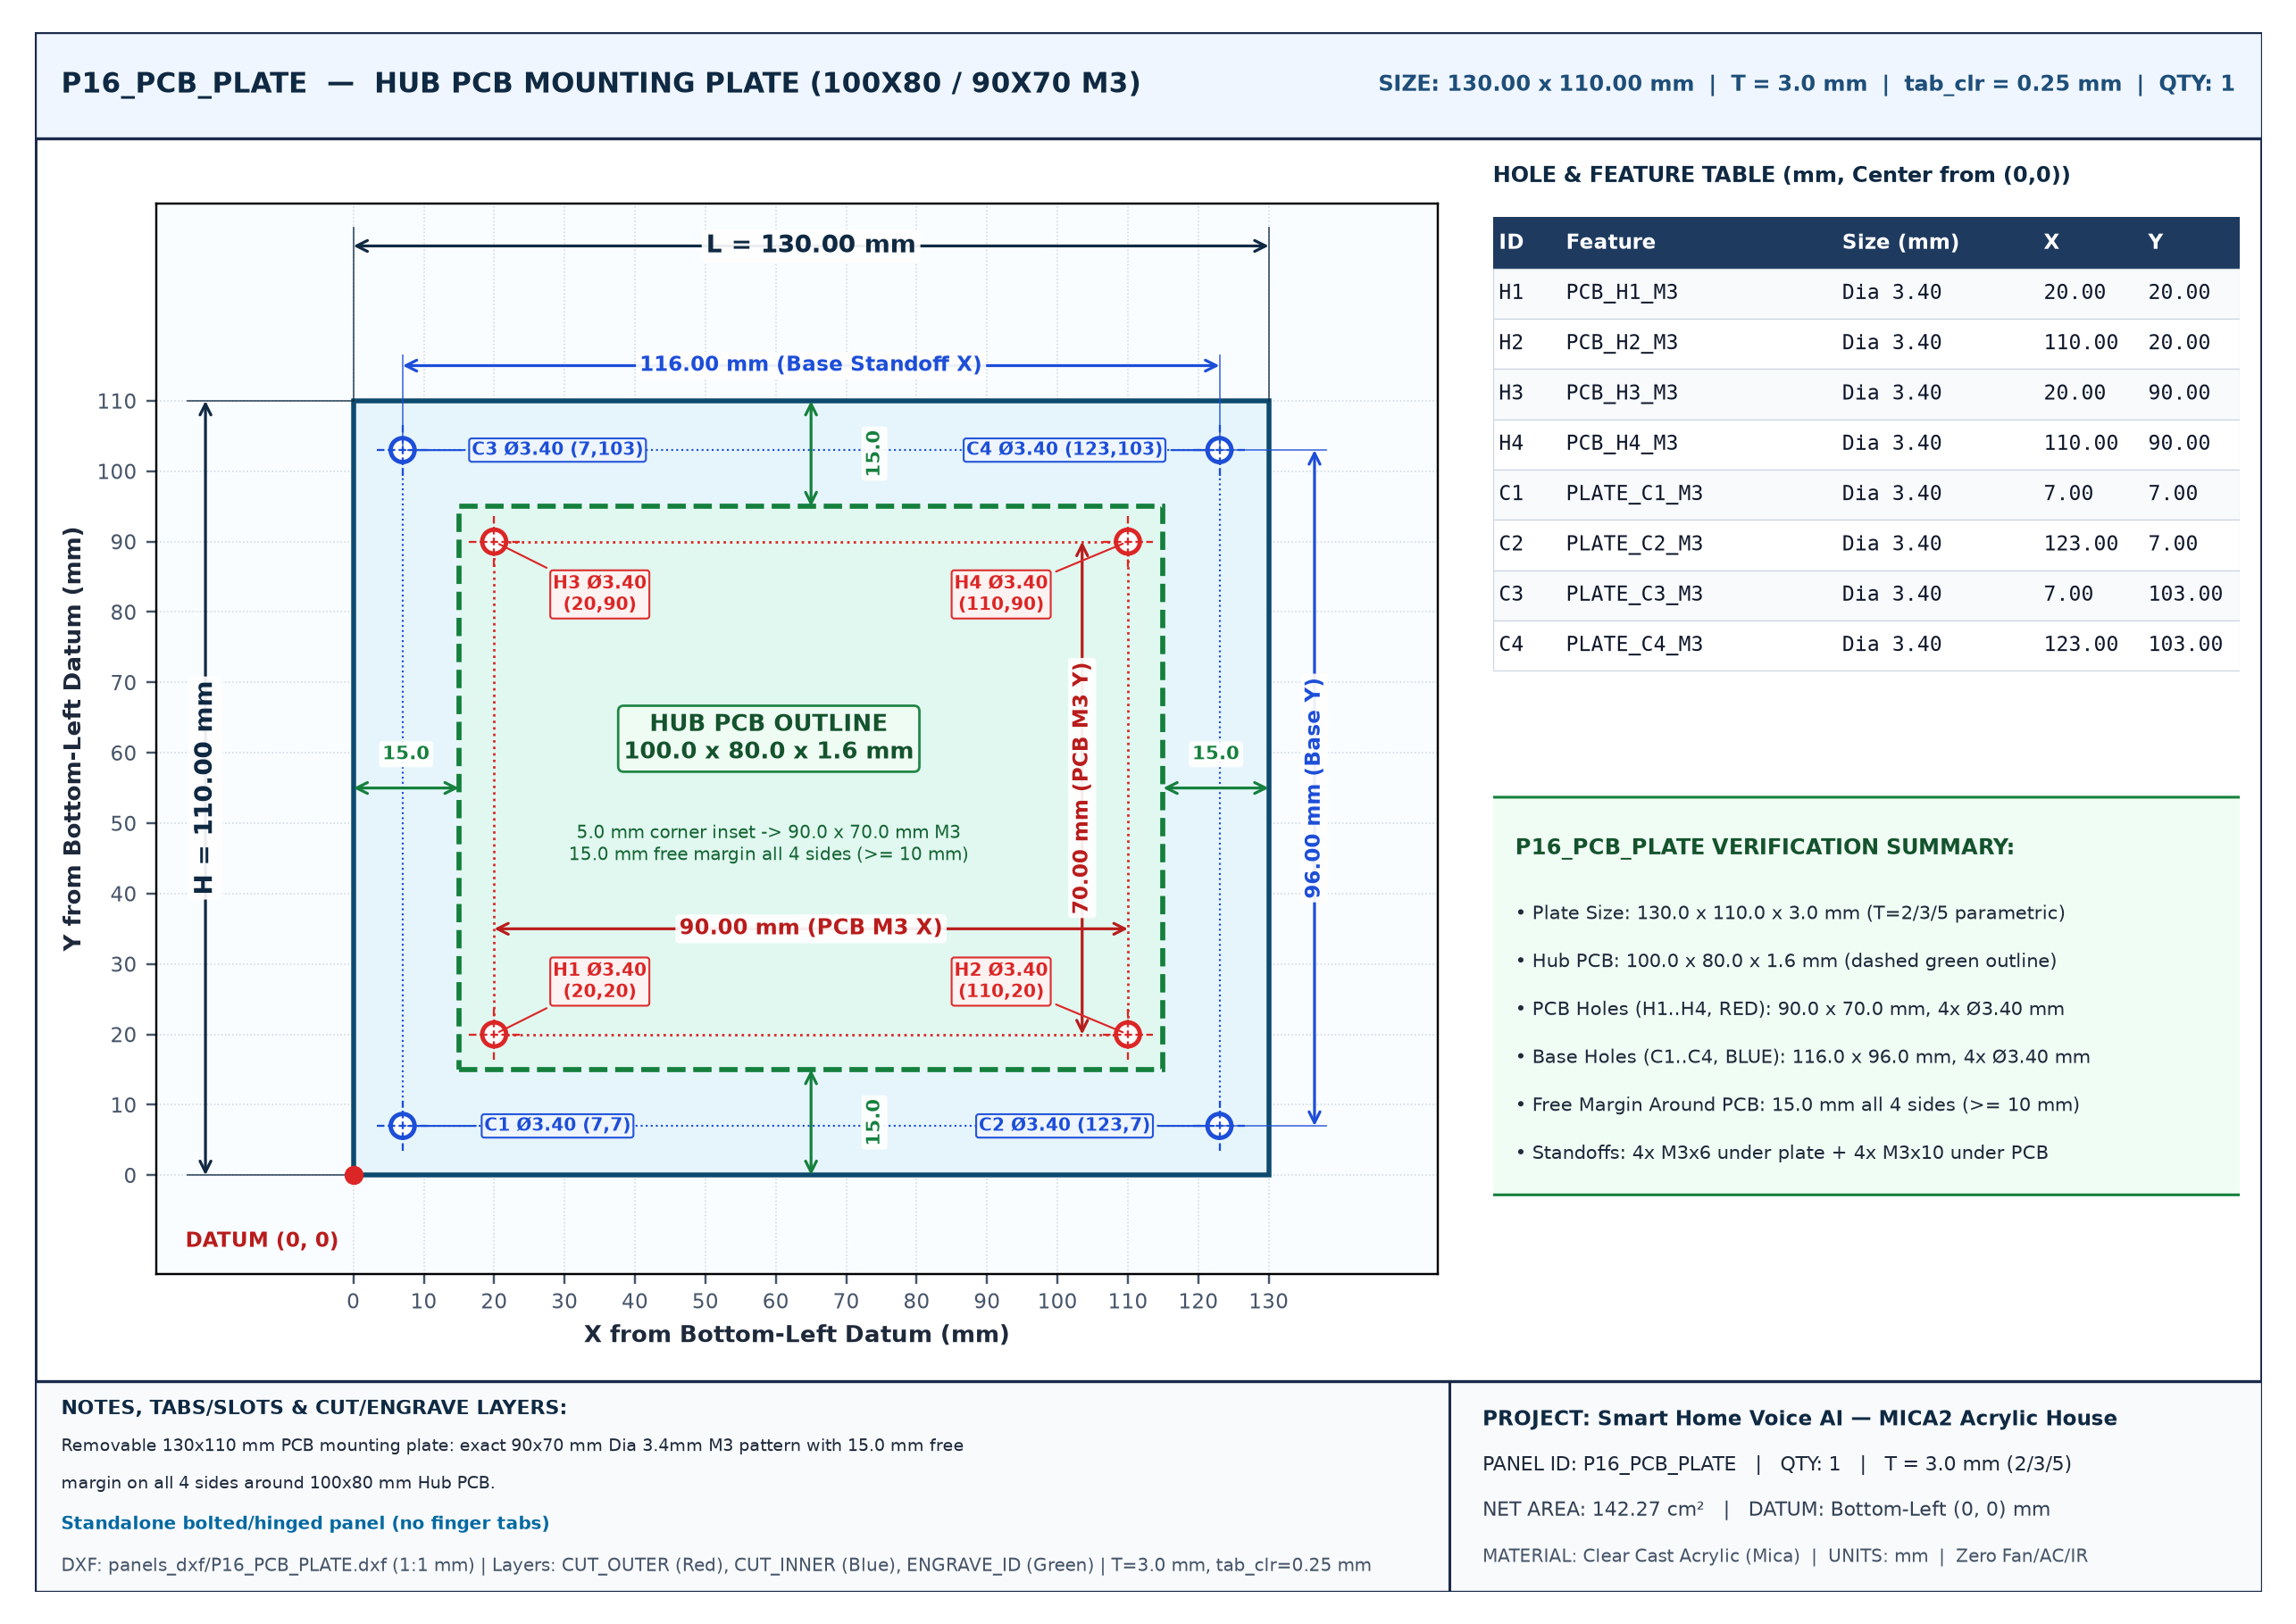 P16_PCB_PLATE — HUB PCB MOUNTING PLATE (100X80 / 90X70 M3)
SIZE: 130.00 x 110.00 mm | T = 3.0 mm | tab_clr = 0.25 mm | QTY: 1
L = 130.00 mm
116.00 mm (Base Standoff X)
C3 Ø3.40 (7,103)
15.0
C4 Ø3.40 (123,103)
H3 Ø3.40
(20,90)
H4 Ø3.40
(110,90)
HUB PCB OUTLINE
100.0 x 80.0 x 1.6 mm
15.0
15.0
5.0 mm corner inset -> 90.0 x 70.0 mm M3
15.0 mm free margin all 4 sides (>= 10 mm)
70.00 mm (PCB M3 Y)
96.00 mm (Base Y)
H = 110.00 mm
90.00 mm (PCB M3 X)
H1 Ø3.40
(20,20)
H2 Ø3.40
(110,20)
C1 Ø3.40 (7,7)
15.0
C2 Ø3.40 (123,7)
DATUM (0, 0)
110
100
90
80
70
60
50
40
30
20
10
0
Y from Bottom-Left Datum (mm)
0 10 20 30 40 50 60 70 80 90 100 110 120 130
X from Bottom-Left Datum (mm)
HOLE & FEATURE TABLE (mm, Center from (0,0))
ID Feature Size (mm) X Y
H1 PCB_H1_M3 Dia 3.40 20.00 20.00
H2 PCB_H2_M3 Dia 3.40 110.00 20.00
H3 PCB_H3_M3 Dia 3.40 20.00 90.00
H4 PCB_H4_M3 Dia 3.40 110.00 90.00
C1 PLATE_C1_M3 Dia 3.40 7.00 7.00
C2 PLATE_C2_M3 Dia 3.40 123.00 7.00
C3 PLATE_C3_M3 Dia 3.40 7.00 103.00
C4 PLATE_C4_M3 Dia 3.40 123.00 103.00
P16_PCB_PLATE VERIFICATION SUMMARY:
• Plate Size: 130.0 x 110.0 x 3.0 mm (T=2/3/5 parametric)
• Hub PCB: 100.0 x 80.0 x 1.6 mm (dashed green outline)
• PCB Holes (H1..H4, RED): 90.0 x 70.0 mm, 4x Ø3.40 mm
• Base Holes (C1..C4, BLUE): 116.0 x 96.0 mm, 4x Ø3.40 mm
• Free Margin Around PCB: 15.0 mm all 4 sides (>= 10 mm)
• Standoffs: 4x M3x6 under plate + 4x M3x10 under PCB
NOTES, TABS/SLOTS & CUT/ENGRAVE LAYERS:
Removable 130x110 mm PCB mounting plate: exact 90x70 mm Dia 3.4mm M3 pattern with 15.0 mm free
margin on all 4 sides around 100x80 mm Hub PCB.
Standalone bolted/hinged panel (no finger tabs)
DXF: panels_dxf/P16_PCB_PLATE.dxf (1:1 mm) | Layers: CUT_OUTER (Red), CUT_INNER (Blue), ENGRAVE_ID (Green) | T=3.0 mm, tab_clr=0.25 mm
PROJECT: Smart Home Voice AI — MICA2 Acrylic House
PANEL ID: P16_PCB_PLATE | QTY: 1 | T = 3.0 mm (2/3/5)
NET AREA: 142.27 cm² | DATUM: Bottom-Left (0, 0) mm
MATERIAL: Clear Cast Acrylic (Mica) | UNITS: mm | Zero Fan/AC/IR